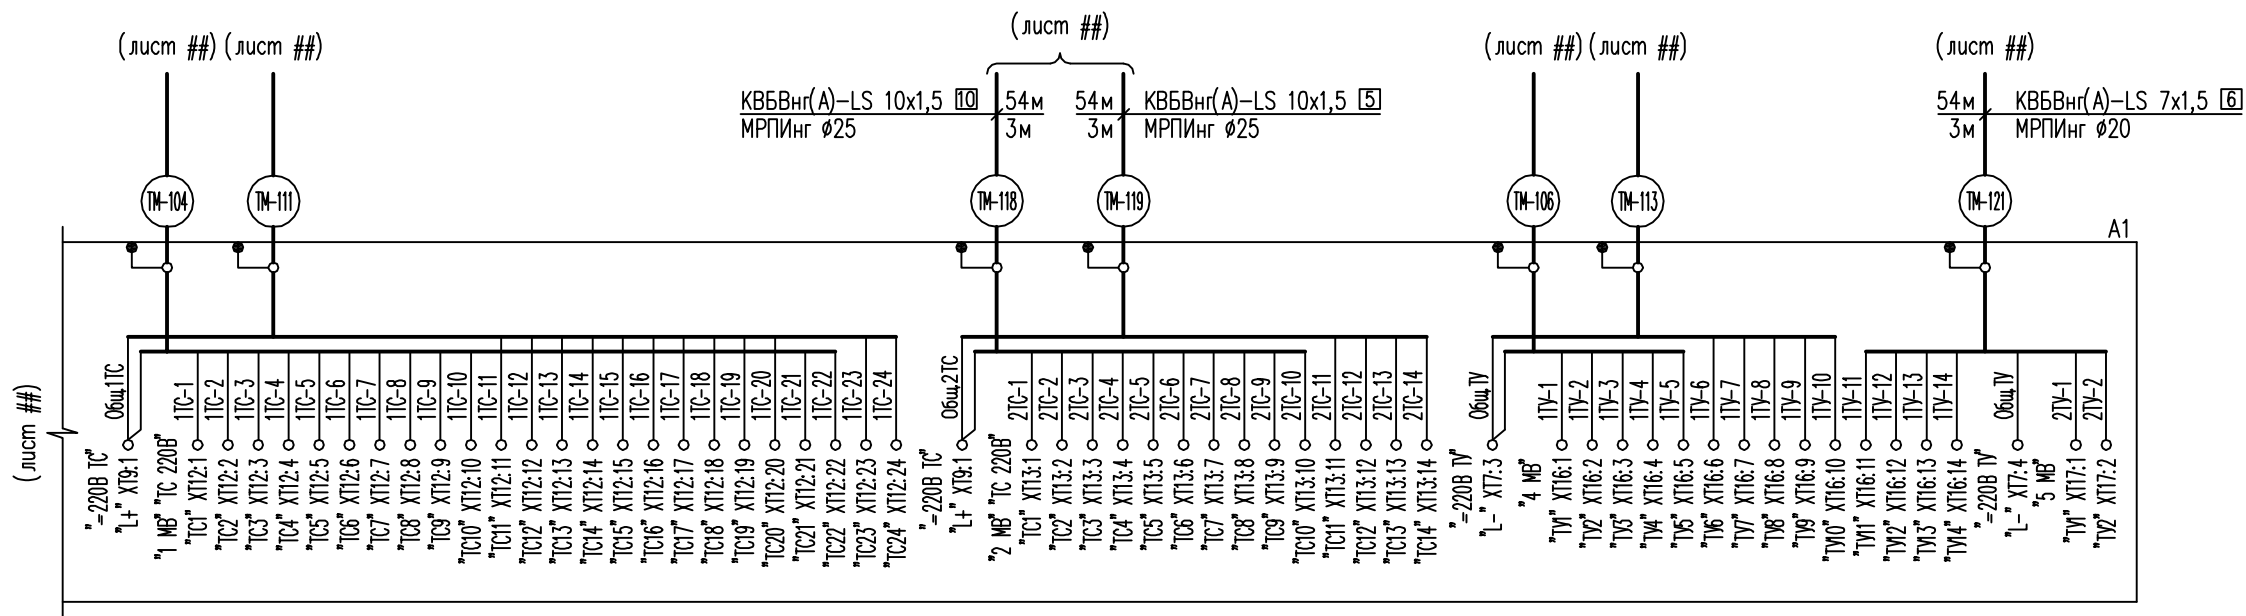 (лист ##)
(лист ##) (лист ##)
(лист ##) (лист ##)
(лист ##)
КВБВнг(А)-LS 10x1,5 10
54м
МРПИнг ϕ25
3м
54м
КВБВнг(А)-LS 10x1,5 5
3м
МРПИнг ϕ25
54м
КВБВнг(А)-LS 7x1,5 6
3м
МРПИнг ϕ20
ТМ-104
ТМ-111
ТМ-118
ТМ-119
ТМ-106
ТМ-113
ТМ-121
А1
(лист ##)
Общ.1ТС
1ТС-1
1ТС-2
1ТС-3
1ТС-4
1ТС-5
1ТС-6
1ТС-7
1ТС-8
1ТС-9
1ТС-10
1ТС-11
1ТС-12
1ТС-13
1ТС-14
1ТС-15
1ТС-16
1ТС-17
1ТС-18
1ТС-19
1ТС-20
1ТС-21
1ТС-22
1ТС-23
1ТС-24
Общ.2ТС
2ТС-1
2ТС-2
2ТС-3
2ТС-4
2ТС-5
2ТС-6
2ТС-7
2ТС-8
2ТС-9
2ТС-10
2ТС-11
2ТС-12
2ТС-13
2ТС-14
Общ.ТУ
1ТУ-1
1ТУ-2
1ТУ-3
1ТУ-4
1ТУ-5
1ТУ-6
1ТУ-7
1ТУ-8
1ТУ-9
1ТУ-10
1ТУ-11
1ТУ-12
1ТУ-13
1ТУ-14
Общ.ТУ
2ТУ-1
2ТУ-2
"=220В ТС"
"L+" ХТ9:1
"1 МВ" "ТС 220В"
"ТС1" ХТ12:1
"ТС2" ХТ12:2
"ТС3" ХТ12:3
"ТС4" ХТ12:4
"ТС5" ХТ12:5
"ТС6" ХТ12:6
"ТС7" ХТ12:7
"ТС8" ХТ12:8
"ТС9" ХТ12:9
"ТС10" ХТ12:10
"ТС11" ХТ12:11
"ТС12" ХТ12:12
"ТС13" ХТ12:13
"ТС14" ХТ12:14
"ТС15" ХТ12:15
"ТС16" ХТ12:16
"ТС17" ХТ12:17
"ТС18" ХТ12:18
"ТС19" ХТ12:19
"ТС20" ХТ12:20
"ТС21" ХТ12:21
"ТС22" ХТ12:22
"ТС23" ХТ12:23
"ТС24" ХТ12:24
"=220В ТС"
"L+" ХТ9:1
"2 МВ" "ТС 220В"
"ТС1" ХТ13:1
"ТС2" ХТ13:2
"ТС3" ХТ13:3
"ТС4" ХТ13:4
"ТС5" ХТ13:5
"ТС6" ХТ13:6
"ТС7" ХТ13:7
"ТС8" ХТ13:8
"ТС9" ХТ13:9
"ТС10" ХТ13:10
"ТС11" ХТ13:11
"ТС12" ХТ13:12
"ТС13" ХТ13:13
"ТС14" ХТ13:14
"=220В ТУ"
"L-" ХТ7:3
"4 МВ"
"ТУ1" ХТ16:1
"ТУ2" ХТ16:2
"ТУ3" ХТ16:3
"ТУ4" ХТ16:4
"ТУ5" ХТ16:5
"ТУ6" ХТ16:6
"ТУ7" ХТ16:7
"ТУ8" ХТ16:8
"ТУ9" ХТ16:9
"ТУ10" ХТ16:10
"ТУ11" ХТ16:11
"ТУ12" ХТ16:12
"ТУ13" ХТ16:13
"ТУ14" ХТ16:14
"=220В ТУ"
"L-" ХТ7:4
"5 МВ"
"ТУ1" ХТ17:1
"ТУ2" ХТ17:2